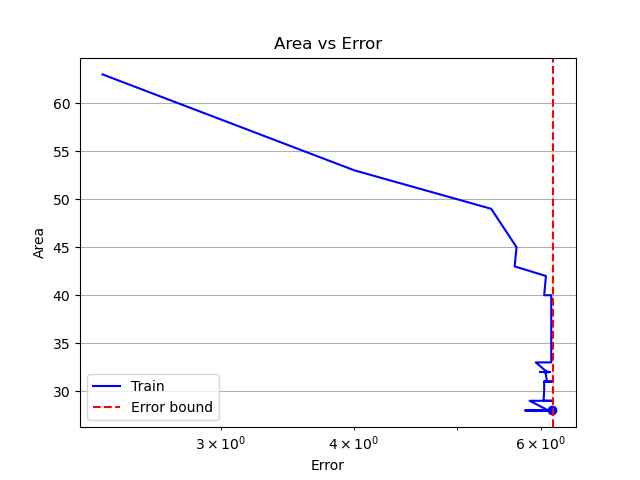 Area vs Error
60
55
50
45
40
35
30
Area
Train
Error bound
3 × 10⁰
4 × 10⁰
6 × 10⁰
Error